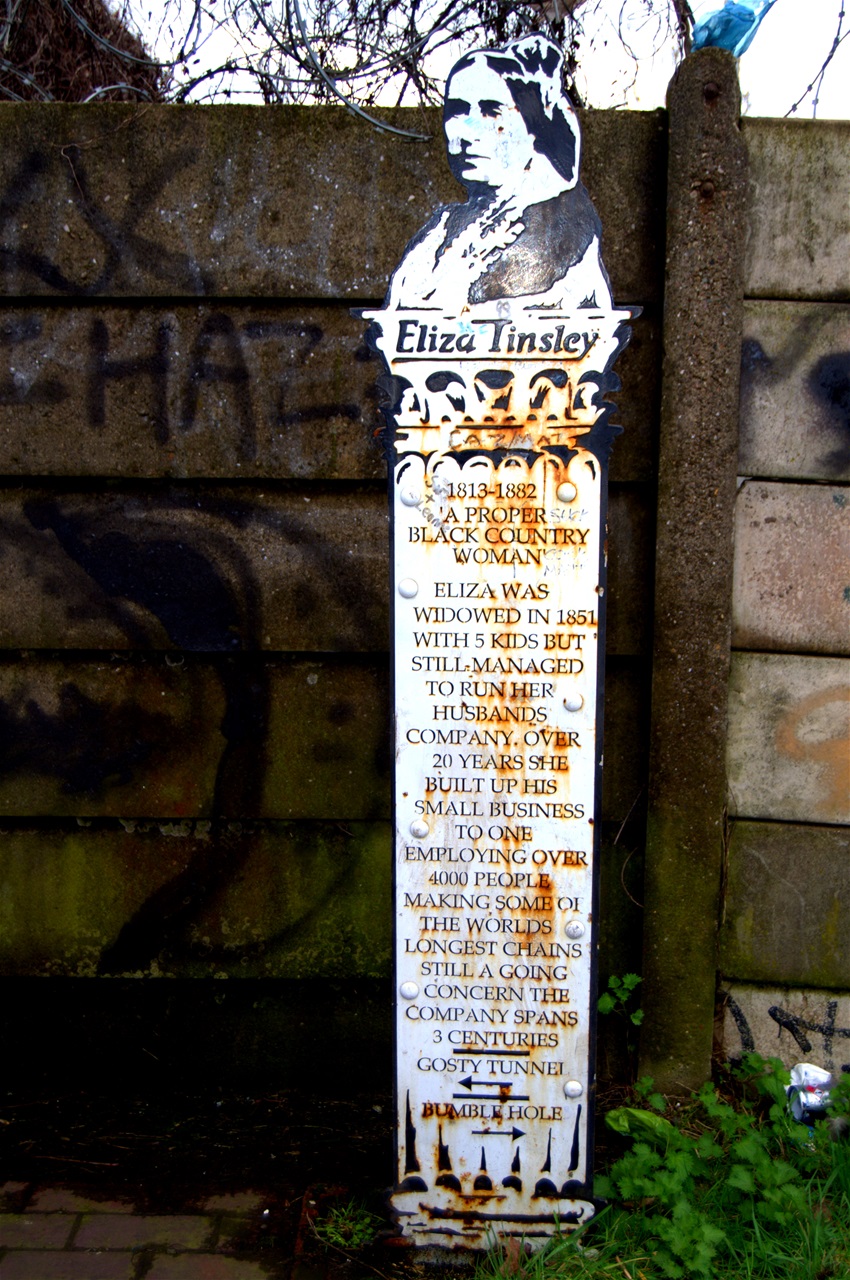 HAZ
Eliza Tinsley
1813-1882
'A PROPER
BLACK COUNTRY
WOMAN'
ELIZA WAS
WIDOWED IN 1851
WITH 5 KIDS BUT
STILL MANAGED
TO RUN HER
HUSBANDS
COMPANY. OVER
20 YEARS SHE
BUILT UP HIS
SMALL BUSINESS
TO ONE
EMPLOYING OVER
4000 PEOPLE
MAKING SOME OF
THE WORLDS
LONGEST CHAINS
STILL A GOING
CONCERN THE
COMPANY SPANS
3 CENTURIES
GOSTY TUNNEL
BUMBLE HOLE